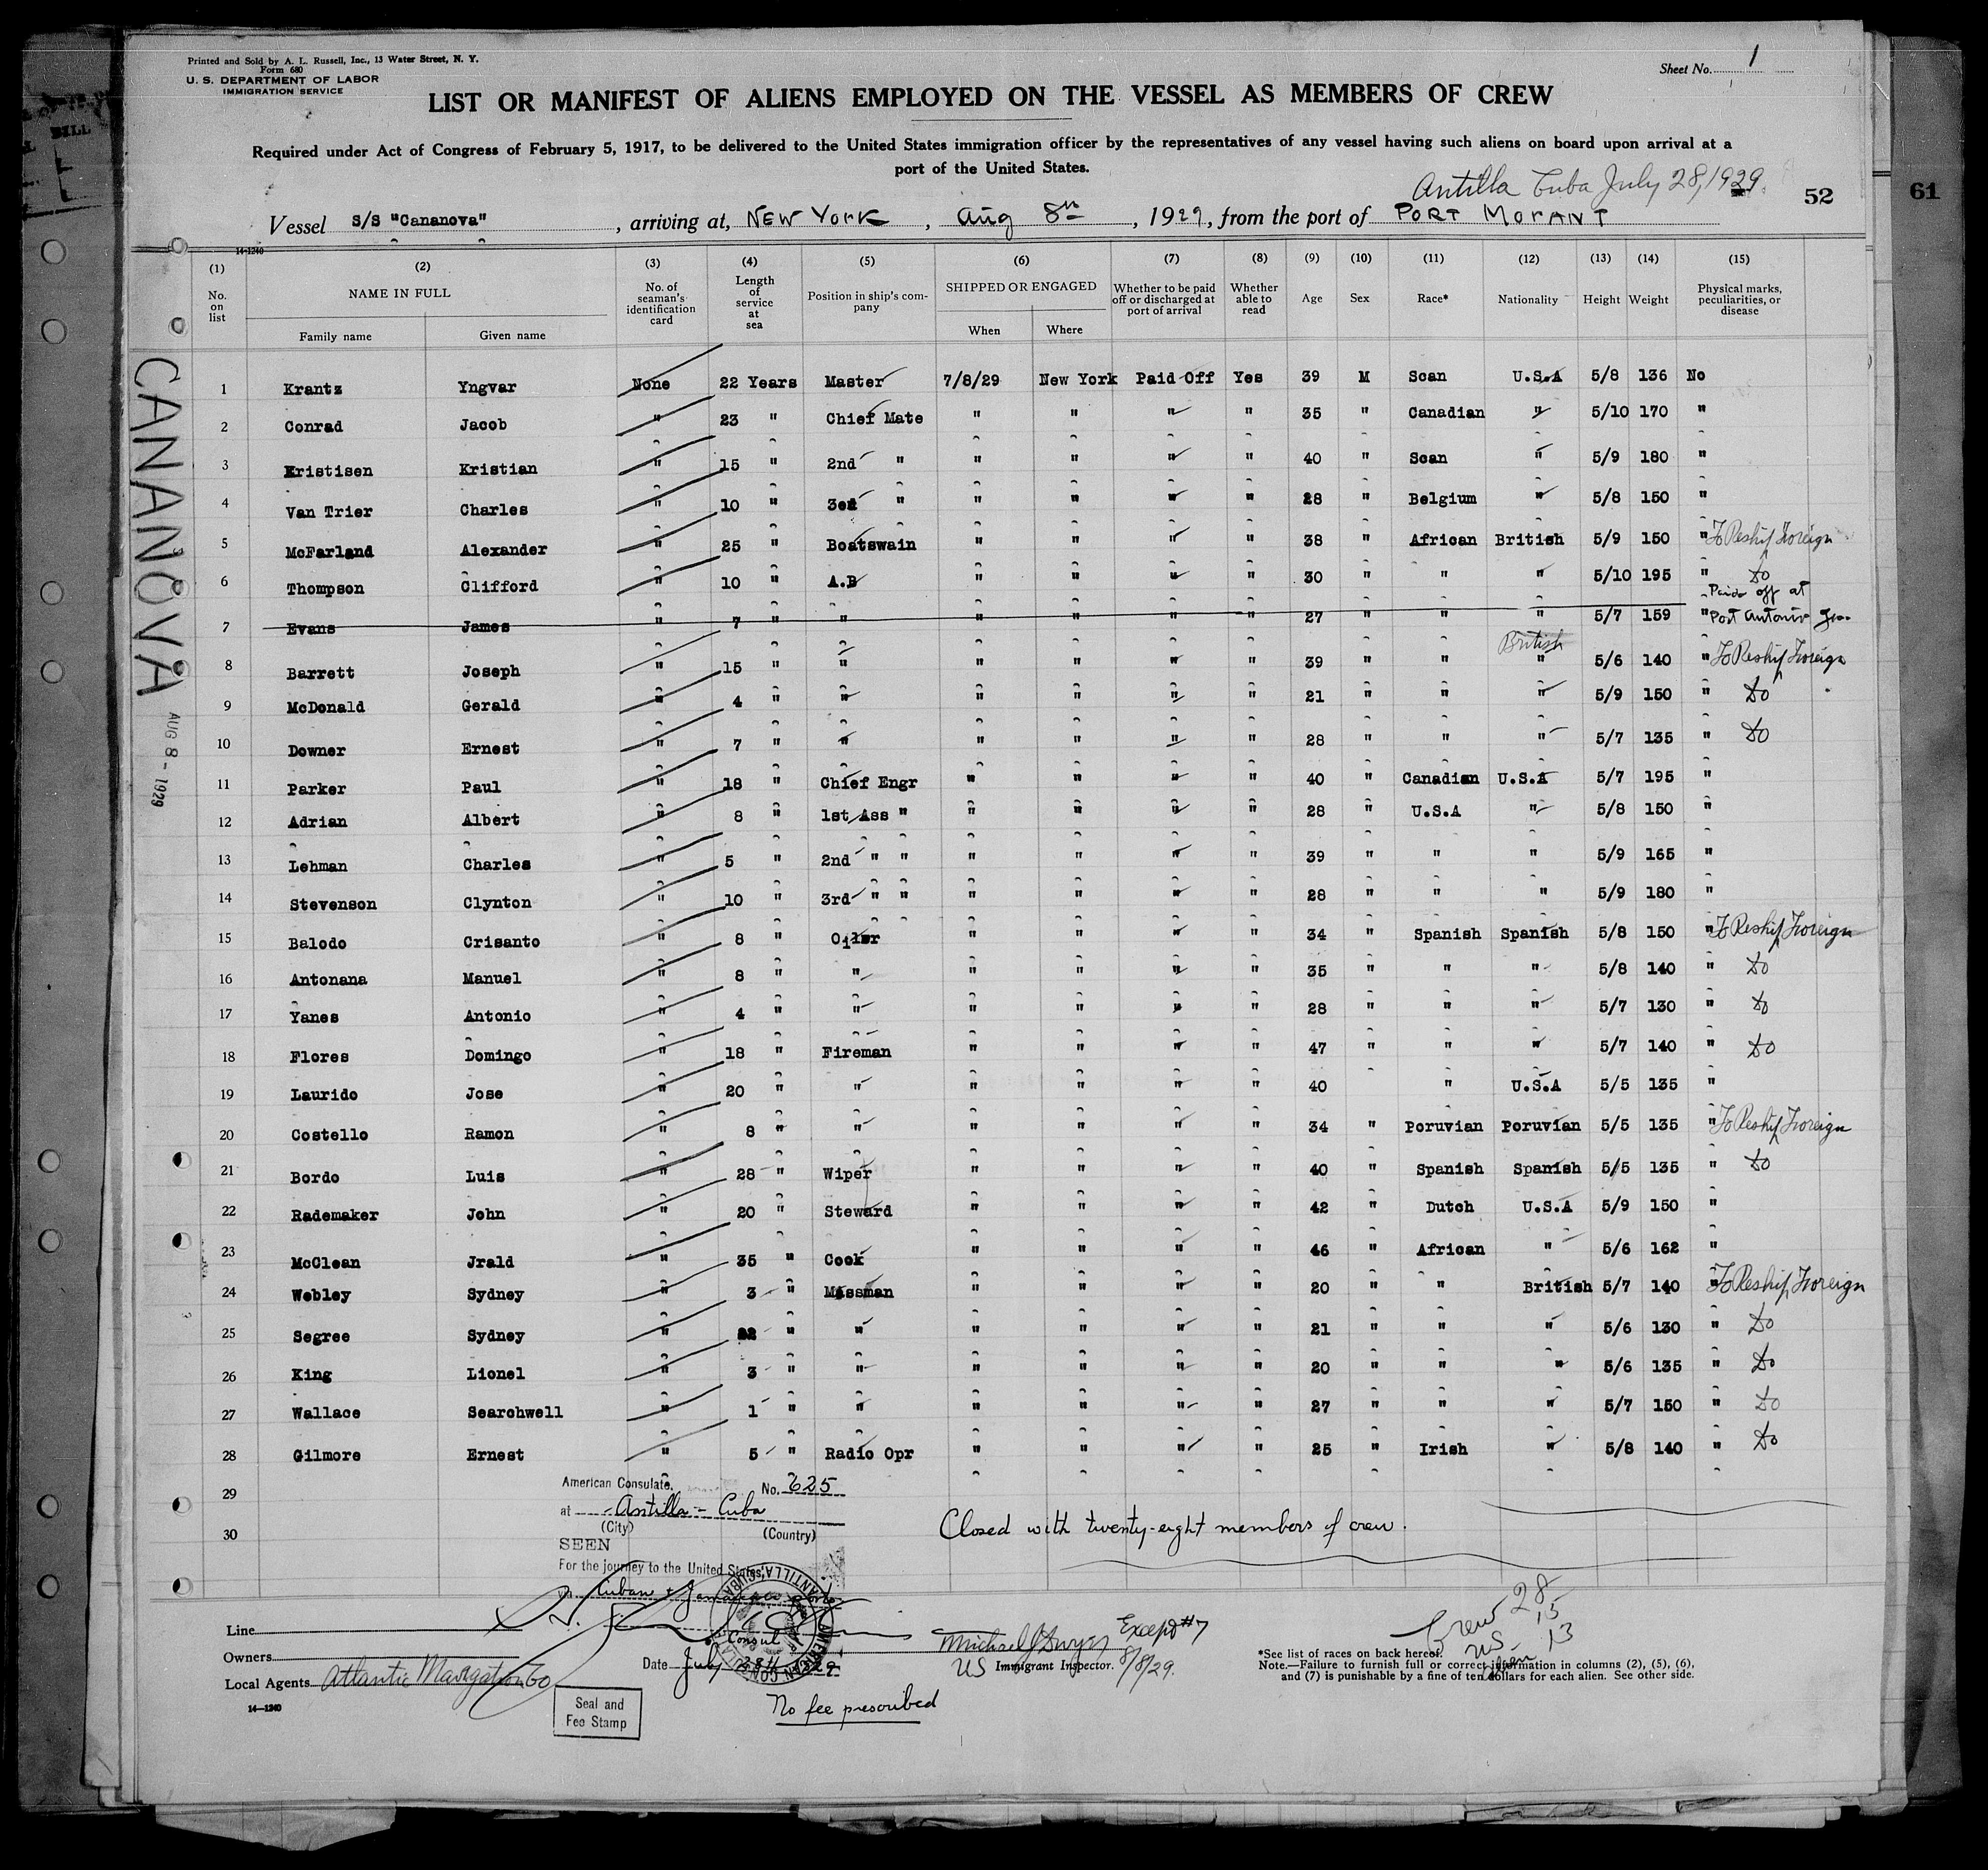 Printed and Sold by A. L. Russell, Inc., 13 Water Street, N. Y.
Form 680
U. S. DEPARTMENT OF LABOR
IMMIGRATION SERVICE
Sheet No. 1
LIST OR MANIFEST OF ALIENS EMPLOYED ON THE VESSEL AS MEMBERS OF CREW
Required under Act of Congress of February 5, 1917, to be delivered to the United States immigration officer by the representatives of any vessel having such aliens on board upon arrival at a
port of the United States.
Antilla Cuba July 28, 1929
52
61
Vessel S/S "Cananova", arriving at, NEW YORK, Aug 8th, 1929, from the port of PORT MORANT
14-1240
(1) No. on list
(2) NAME IN FULL Family name Given name
(3) No. of seaman's identification card
(4) Length of service at sea
(5) Position in ship's company
(6) SHIPPED OR ENGAGED When Where
(7) Whether to be paid off or discharged at port of arrival
(8) Whether able to read
(9) Age
(10) Sex
(11) Race*
(12) Nationality
(13) Height
(14) Weight
(15) Physical marks, peculiarities, or disease
CANANOVA
AUG 8 - 1929
1 Krantz Yngvar None 22 Years Master 7/8/29 New York Paid Off Yes 39 M Scan U.S.A 5/8 136 No
2 Conrad Jacob " 23 " Chief Mate " " " " 35 " Canadian " 5/10 170 "
3 Kristisen Kristian " 15 " 2nd " " " " " 40 " Scan " 5/9 180 "
4 Van Trier Charles " 10 " 3ed " " " " " 28 " Belgium " 5/8 150 "
5 McFarland Alexander " 25 " Boatswain " " " " 38 " African British 5/9 150 " To Reship Foreign
6 Thompson Clifford " 10 " A.B " " " " 30 " " " 5/10 195 " Do
7 Evans James " 7 " " " " " " 27 " " " 5/7 159 " Paid off at Port Antonio Jca.
8 Barrett Joseph " 15 " " " " " " 39 " " British " 5/6 140 " To Reship Foreign
9 McDonald Gerald " 4 " " " " " " 21 " " " 5/9 150 " Do
10 Downer Ernest " 7 " " " " " " 28 " " " 5/7 135 " Do
11 Parker Paul " 18 " Chief Engr " " " " 40 " Canadian U.S.A 5/7 195 "
12 Adrian Albert " 8 " 1st Ass " " " " " 28 " U.S.A " 5/8 150 "
13 Lehman Charles " 5 " 2nd " " " " " " 39 " " " 5/9 165 "
14 Stevenson Clynton " 10 " 3rd " " " " " " 28 " " " 5/9 180 "
15 Balodo Crisanto " 8 " Oiler " " " " 34 " Spanish Spanish 5/8 150 " To Reship Foreign
16 Antonana Manuel " 8 " " " " " " 35 " " " 5/8 140 " Do
17 Yanes Antonio " 4 " " " " " " 28 " " " 5/7 130 " Do
18 Flores Domingo " 18 " Fireman " " " " 47 " " " 5/7 140 " Do
19 Laurido Jose " 20 " " " " " " 40 " U.S.A 5/5 135 "
20 Costello Ramon " 8 " " " " " " 34 " Poruvian Poruvian 5/5 135 " To Reship Foreign
21 Bordo Luis " 28 " Wiper " " " " 40 " Spanish Spanish 5/5 135 " Do
22 Rademaker John " 20 " Steward " " " " 42 " Dutch U.S.A 5/9 150 "
23 McClean Jrald " 35 " Cook " " " " 46 " African " 5/6 162 "
24 Webley Sydney " 3 " Messman " " " " 20 " " British 5/7 140 " To Reship Foreign
25 Segree Sydney " " " " " " " 21 " " " 5/6 130 " Do
26 King Lionel " 3 " " " " " " 20 " " " 5/6 135 " Do
27 Wallace Searchwell " 1 " " " " " " 27 " " " 5/7 150 " Do
28 Gilmore Ernest " 5 " Radio Opr " " " " 25 " Irish " 5/8 140 " Do
29
30
American Consulate, No. 625
at Antilla - Cuba
(City) (Country)
SEEN
For the journey to the United States,
via Cuban & Jamaican Ports
Consul
Date July 28th 1929
AMERICAN CONSULATE ANTILLA, CUBA
Closed with twenty-eight members of crew.
Line
Owners
Local Agents Atlantic Navigation Co
14—1240
Seal and
Fee Stamp
No fee prescribed
Michael J Dwyer Except #7
US Immigrant Inspector. 8/8/29.
Crew 28
US 15
Alien 13
*See list of races on back hereof.
Note.—Failure to furnish full or correct information in columns (2), (5), (6),
and (7) is punishable by a fine of ten dollars for each alien. See other side.